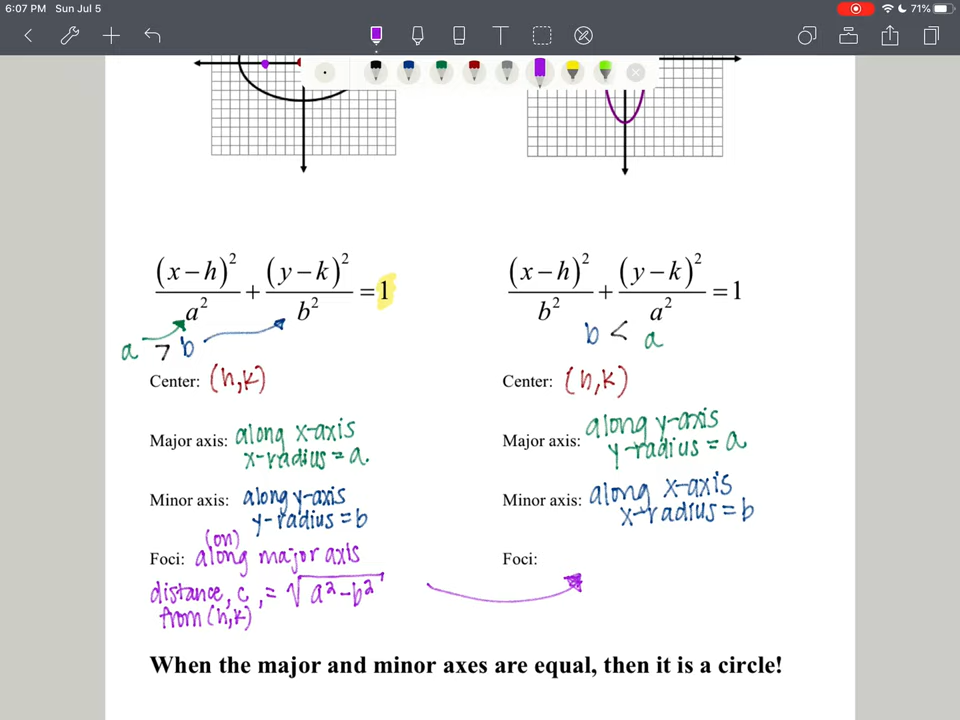 6:07 PM Sun Jul 5
71%
(x−h)²/a² + (y−k)²/b² = 1
a > b
Center: (h,k)
Major axis: along x-axis
x-radius = a.
Minor axis: along y-axis
y-radius = b
(on)
Foci: along major axis
distance, c, = √a²−b²
from (h,k)
(x−h)²/b² + (y−k)²/a² = 1
b < a
Center: (h,k)
Major axis: along y-axis
y-radius = a
Minor axis: along x-axis
x-radius = b
Foci:
When the major and minor axes are equal, then it is a circle!